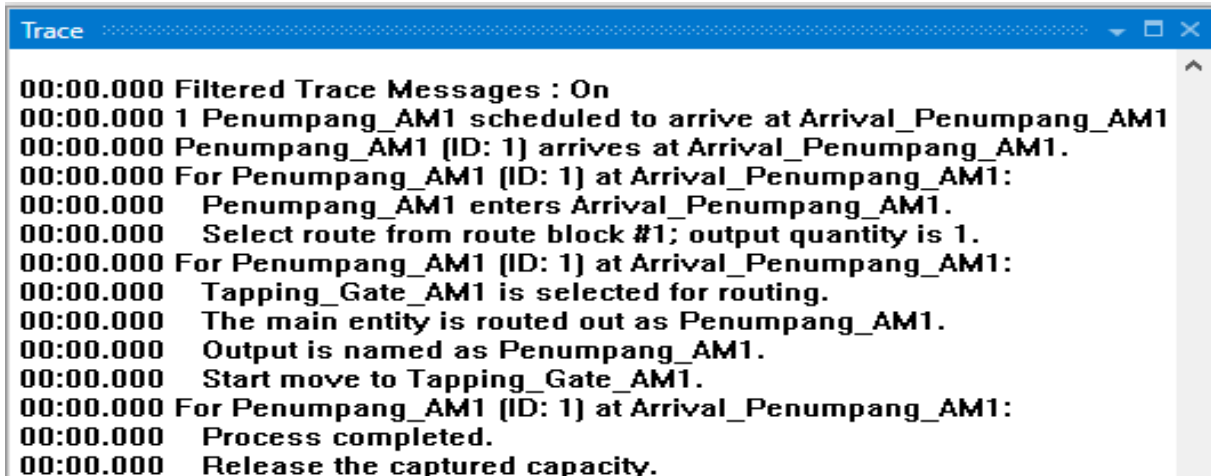 Trace
00:00.000 Filtered Trace Messages : On
00:00.000 1 Penumpang_AM1 scheduled to arrive at Arrival_Penumpang_AM1
00:00.000 Penumpang_AM1 (ID: 1) arrives at Arrival_Penumpang_AM1.
00:00.000 For Penumpang_AM1 (ID: 1) at Arrival_Penumpang_AM1:
00:00.000 Penumpang_AM1 enters Arrival_Penumpang_AM1.
00:00.000 Select route from route block #1; output quantity is 1.
00:00.000 For Penumpang_AM1 (ID: 1) at Arrival_Penumpang_AM1:
00:00.000 Tapping_Gate_AM1 is selected for routing.
00:00.000 The main entity is routed out as Penumpang_AM1.
00:00.000 Output is named as Penumpang_AM1.
00:00.000 Start move to Tapping_Gate_AM1.
00:00.000 For Penumpang_AM1 (ID: 1) at Arrival_Penumpang_AM1:
00:00.000 Process completed.
00:00.000 Release the captured capacity.